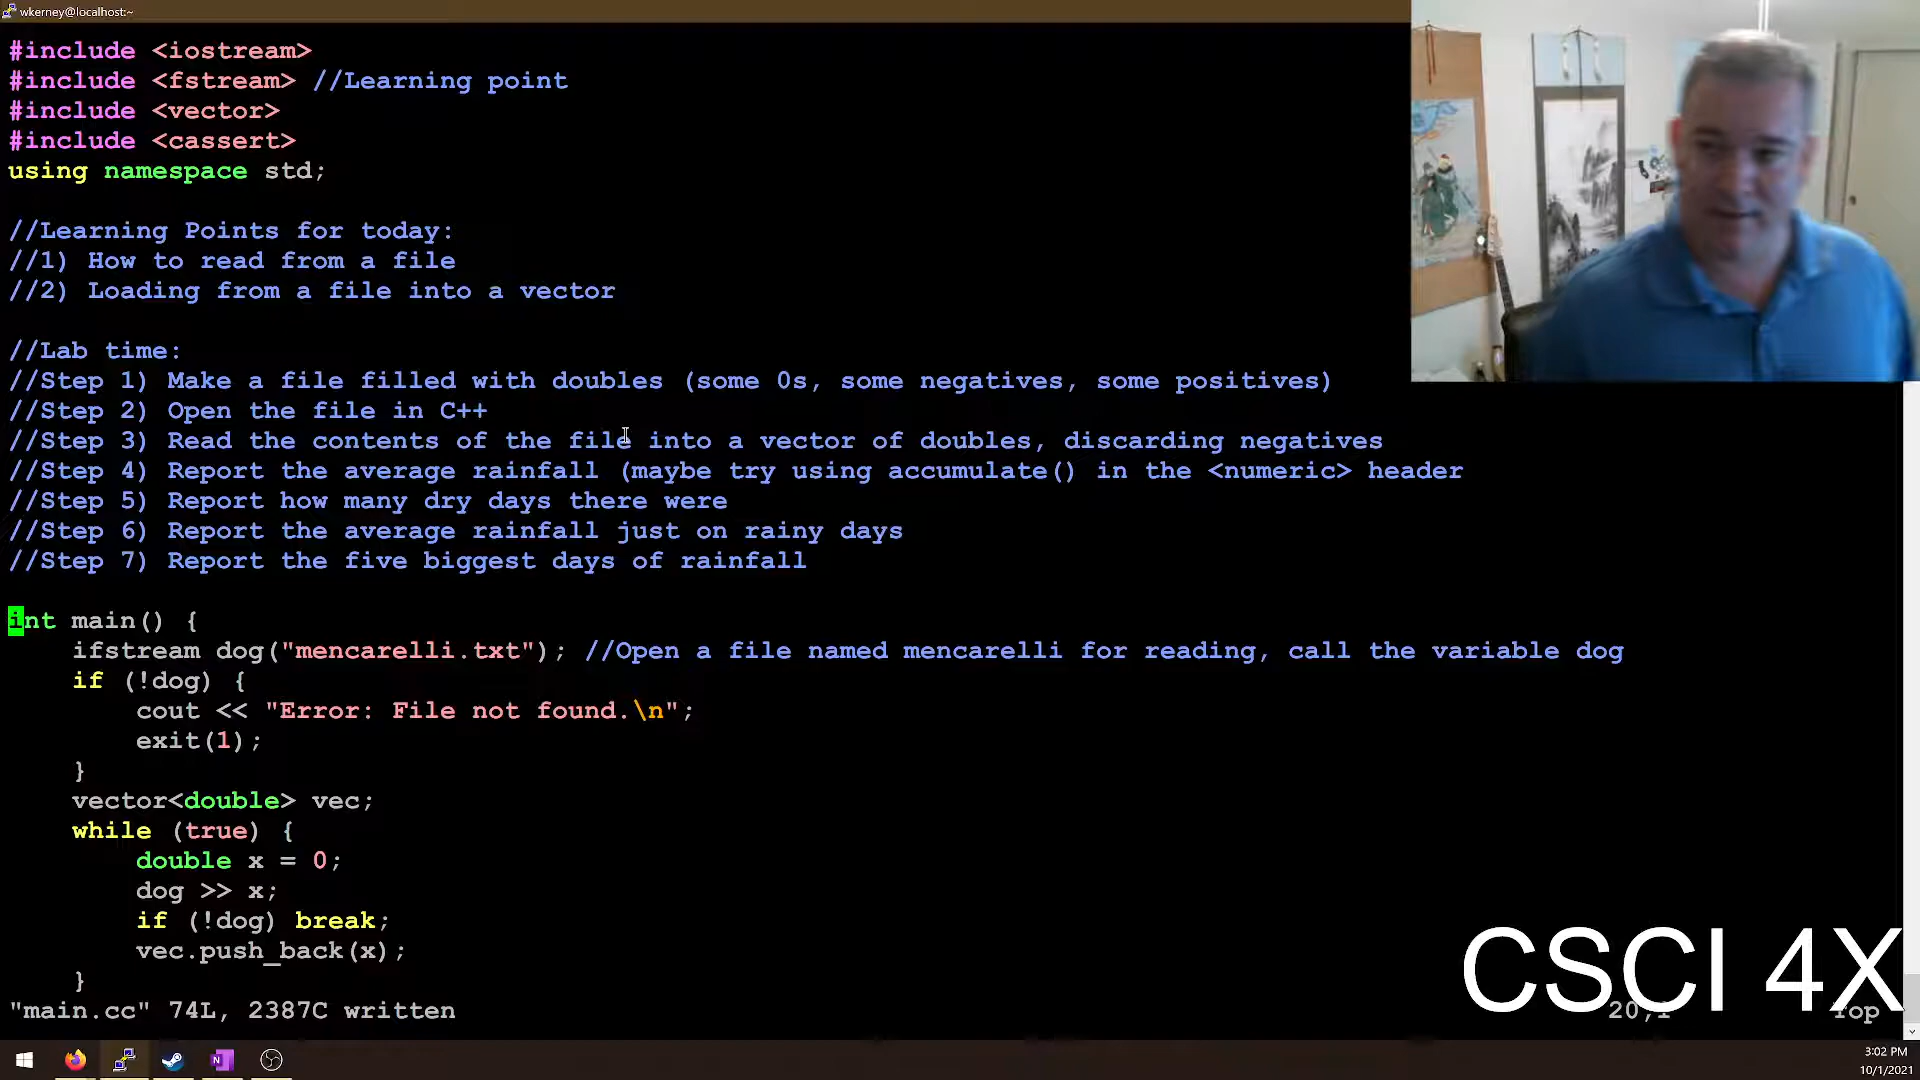 wkerney@localhost:~
#include <iostream>
#include <fstream> //Learning point
#include <vector>
#include <cassert>
using namespace std;
//Learning Points for today:
//1) How to read from a file
//2) Loading from a file into a vector
//Lab time:
//Step 1) Make a file filled with doubles (some 0s, some negatives, some positives)
//Step 2) Open the file in C++
//Step 3) Read the contents of the file into a vector of doubles, discarding negatives
//Step 4) Report the average rainfall (maybe try using accumulate() in the <numeric> header
//Step 5) Report how many dry days there were
//Step 6) Report the average rainfall just on rainy days
//Step 7) Report the five biggest days of rainfall
int main() {
ifstream dog("mencarelli.txt"); //Open a file named mencarelli for reading, call the variable dog
if (!dog) {
cout << "Error: File not found.\n";
exit(1);
}
vector<double> vec;
while (true) {
double x = 0;
dog >> x;
if (!dog) break;
vec.push_back(x);
}
"main.cc" 74L, 2387C written 20,1 Top
CSCI 4X
3:02 PM
10/1/2021